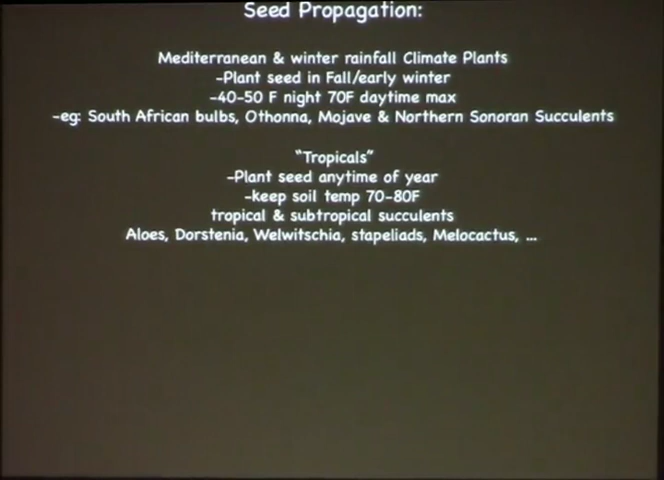 Seed Propagation:
Mediterranean & winter rainfall Climate Plants
-Plant seed in Fall/early winter
-40-50 F night 70F daytime max
-eg: South African bulbs, Othonna, Mojave & Northern Sonoran Succulents
"Tropicals"
-Plant seed anytime of year
-keep soil temp 70-80F
tropical & subtropical succulents
Aloes, Dorstenia, Welwitschia, stapeliads, Melocactus, ...